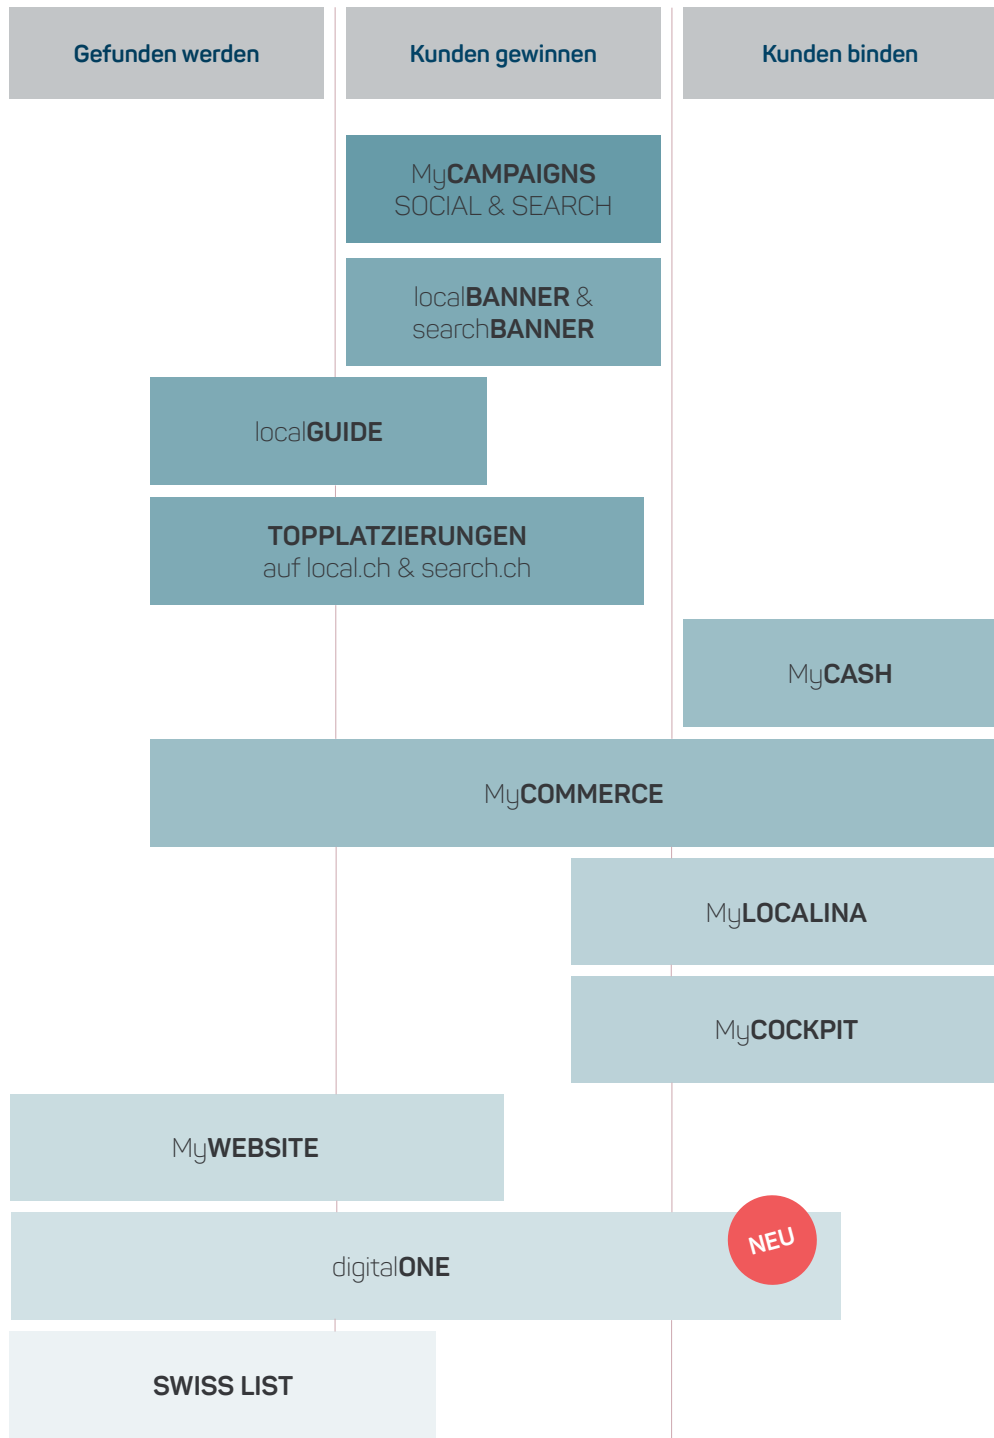 Gefunden werden
Kunden gewinnen
Kunden binden
MyCAMPAIGNS
SOCIAL & SEARCH
localBANNER &
searchBANNER
localGUIDE
TOPPLATZIERUNGEN
auf local.ch & search.ch
MyCASH
MyCOMMERCE
MyLOCALINA
MyCOCKPIT
MyWEBSITE
NEU
digitalONE
SWISS LIST